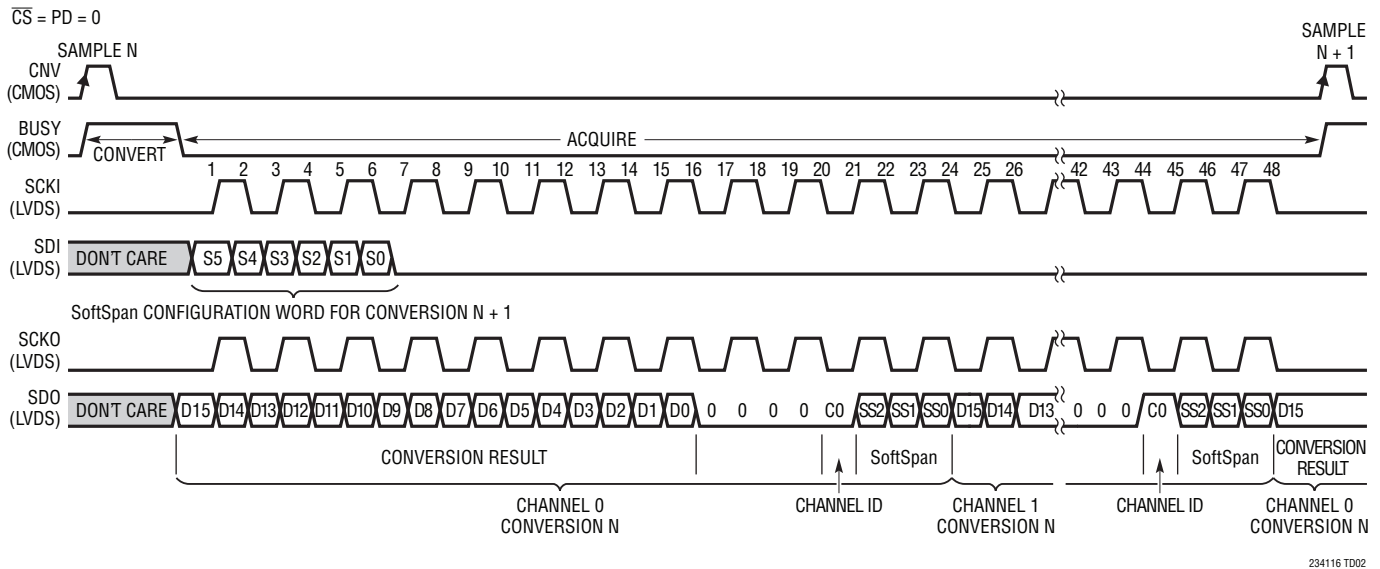 CS = PD = 0
SAMPLE N
SAMPLE
N + 1
CNV
(CMOS)
BUSY
(CMOS)
CONVERT
ACQUIRE
1 2 3 4 5 6 7 8 9 10 11 12 13 14 15 16 17 18 19 20 21 22 23 24 25 26 42 43 44 45 46 47 48
SCKI
(LVDS)
SDI
(LVDS)
DON'T CARE S5 S4 S3 S2 S1 S0
SoftSpan CONFIGURATION WORD FOR CONVERSION N + 1
SCKO
(LVDS)
SDO
(LVDS)
DON'T CARE D15 D14 D13 D12 D11 D10 D9 D8 D7 D6 D5 D4 D3 D2 D1 D0 0 0 0 0 C0 SS2 SS1 SS0 D15 D14 D13 0 0 0 C0 SS2 SS1 SS0 D15
CONVERSION RESULT
SoftSpan
SoftSpan
CONVERSION
RESULT
CHANNEL 0
CONVERSION N
CHANNEL ID
CHANNEL 1
CONVERSION N
CHANNEL ID
CHANNEL 0
CONVERSION N
234116 TD02